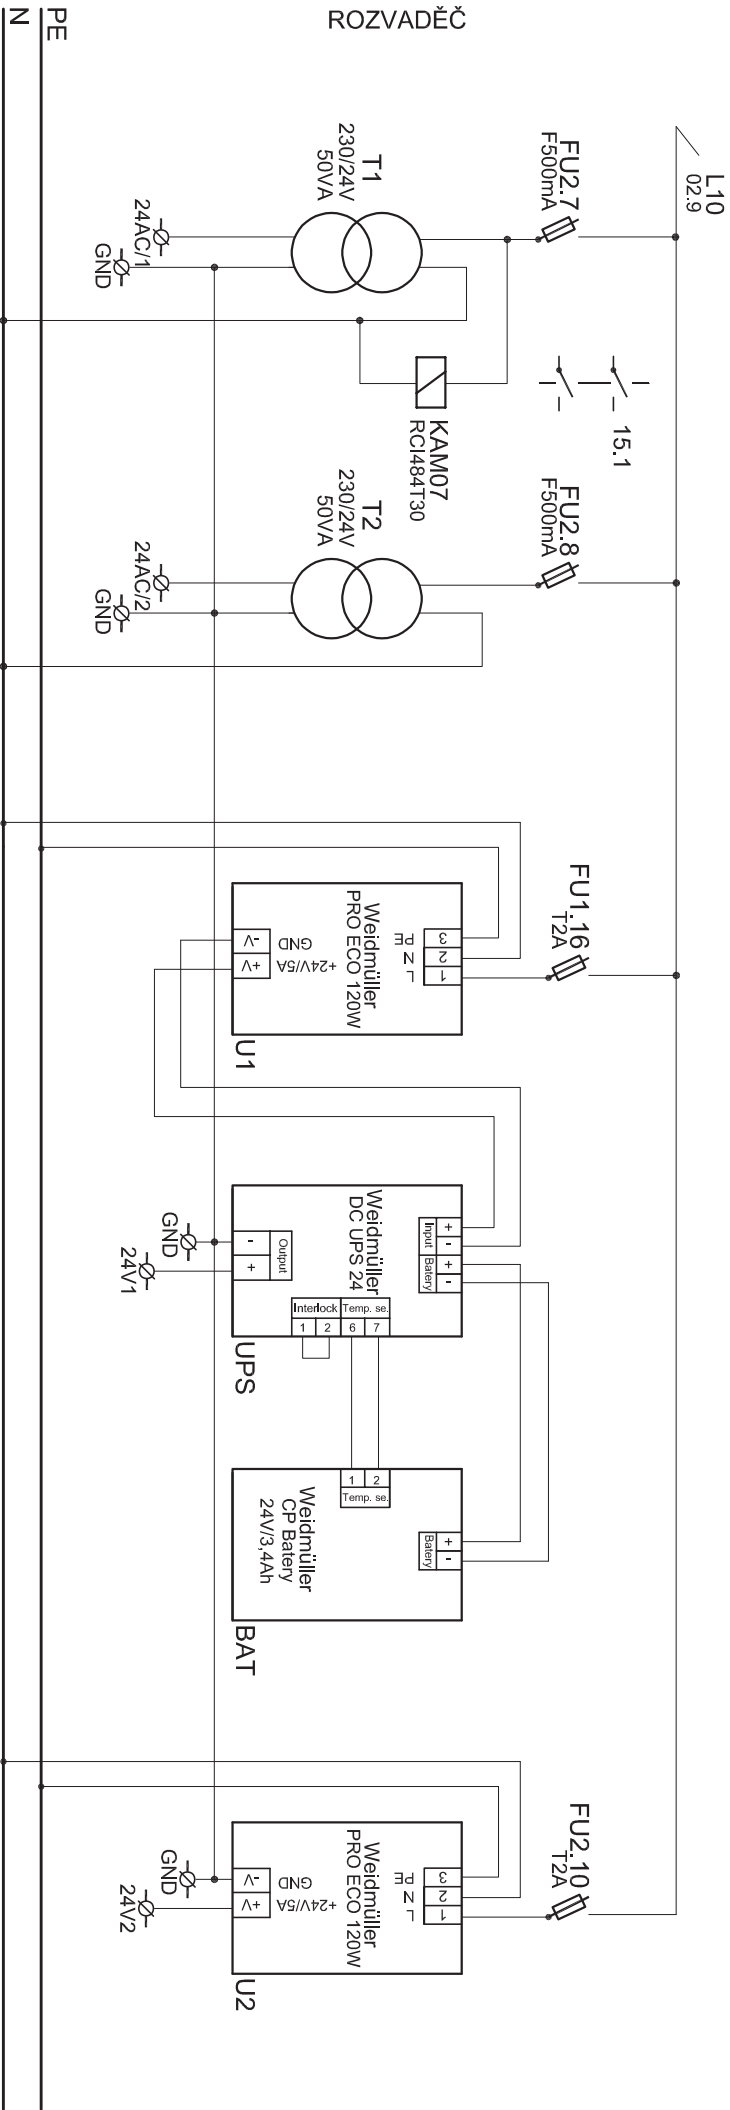 ROZVADĚČ
N
PE
L10
02.9
FU2.7
F500mA
T1
230/24V
50VA
24AC/1
GND
15.1
KAM07
RCI484T30
FU2.8
F500mA
T2
230/24V
50VA
24AC/2
GND
FU1.16
T2A
Weidmüller
PRO ECO 120W
3 2 1
PE N L
GND +24V/5A
-V +V
U1
Weidmüller
DC UPS 24
+ - + -
Input Batery
Output
- +
Interlock Temp. se.
1 2 6 7
GND
24V1
UPS
1 2
Temp. se.
Weidmüller
CP Batery
24V/3,4Ah
+ -
Batery
BAT
FU2.10
T2A
Weidmüller
PRO ECO 120W
3 2 1
PE N L
GND +24V/5A
-V +V
GND
24V2
U2